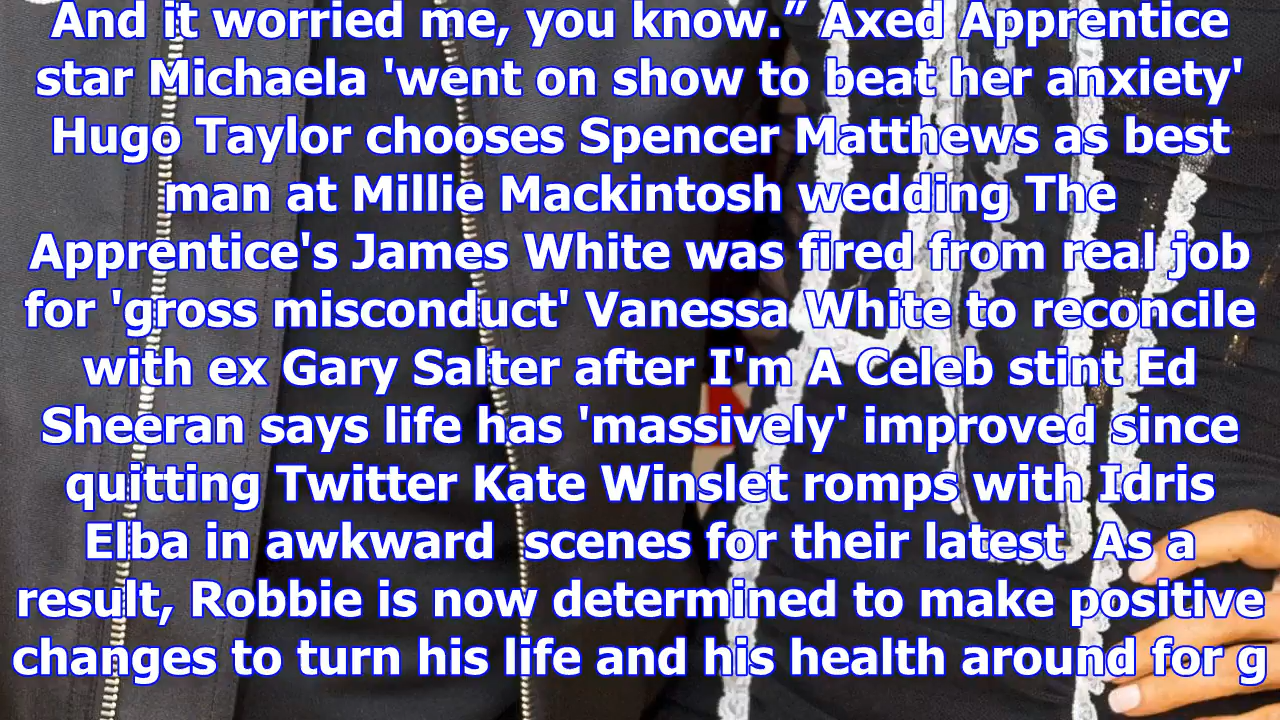 And it worried me, you know.” Axed Apprentice
star Michaela 'went on show to beat her anxiety'
Hugo Taylor chooses Spencer Matthews as best
man at Millie Mackintosh wedding The
Apprentice's James White was fired from real job
for 'gross misconduct' Vanessa White to reconcile
with ex Gary Salter after I'm A Celeb stint Ed
Sheeran says life has 'massively' improved since
quitting Twitter Kate Winslet romps with Idris
Elba in awkward  scenes for their latest  As a
result, Robbie is now determined to make positive
changes to turn his life and his health around for g